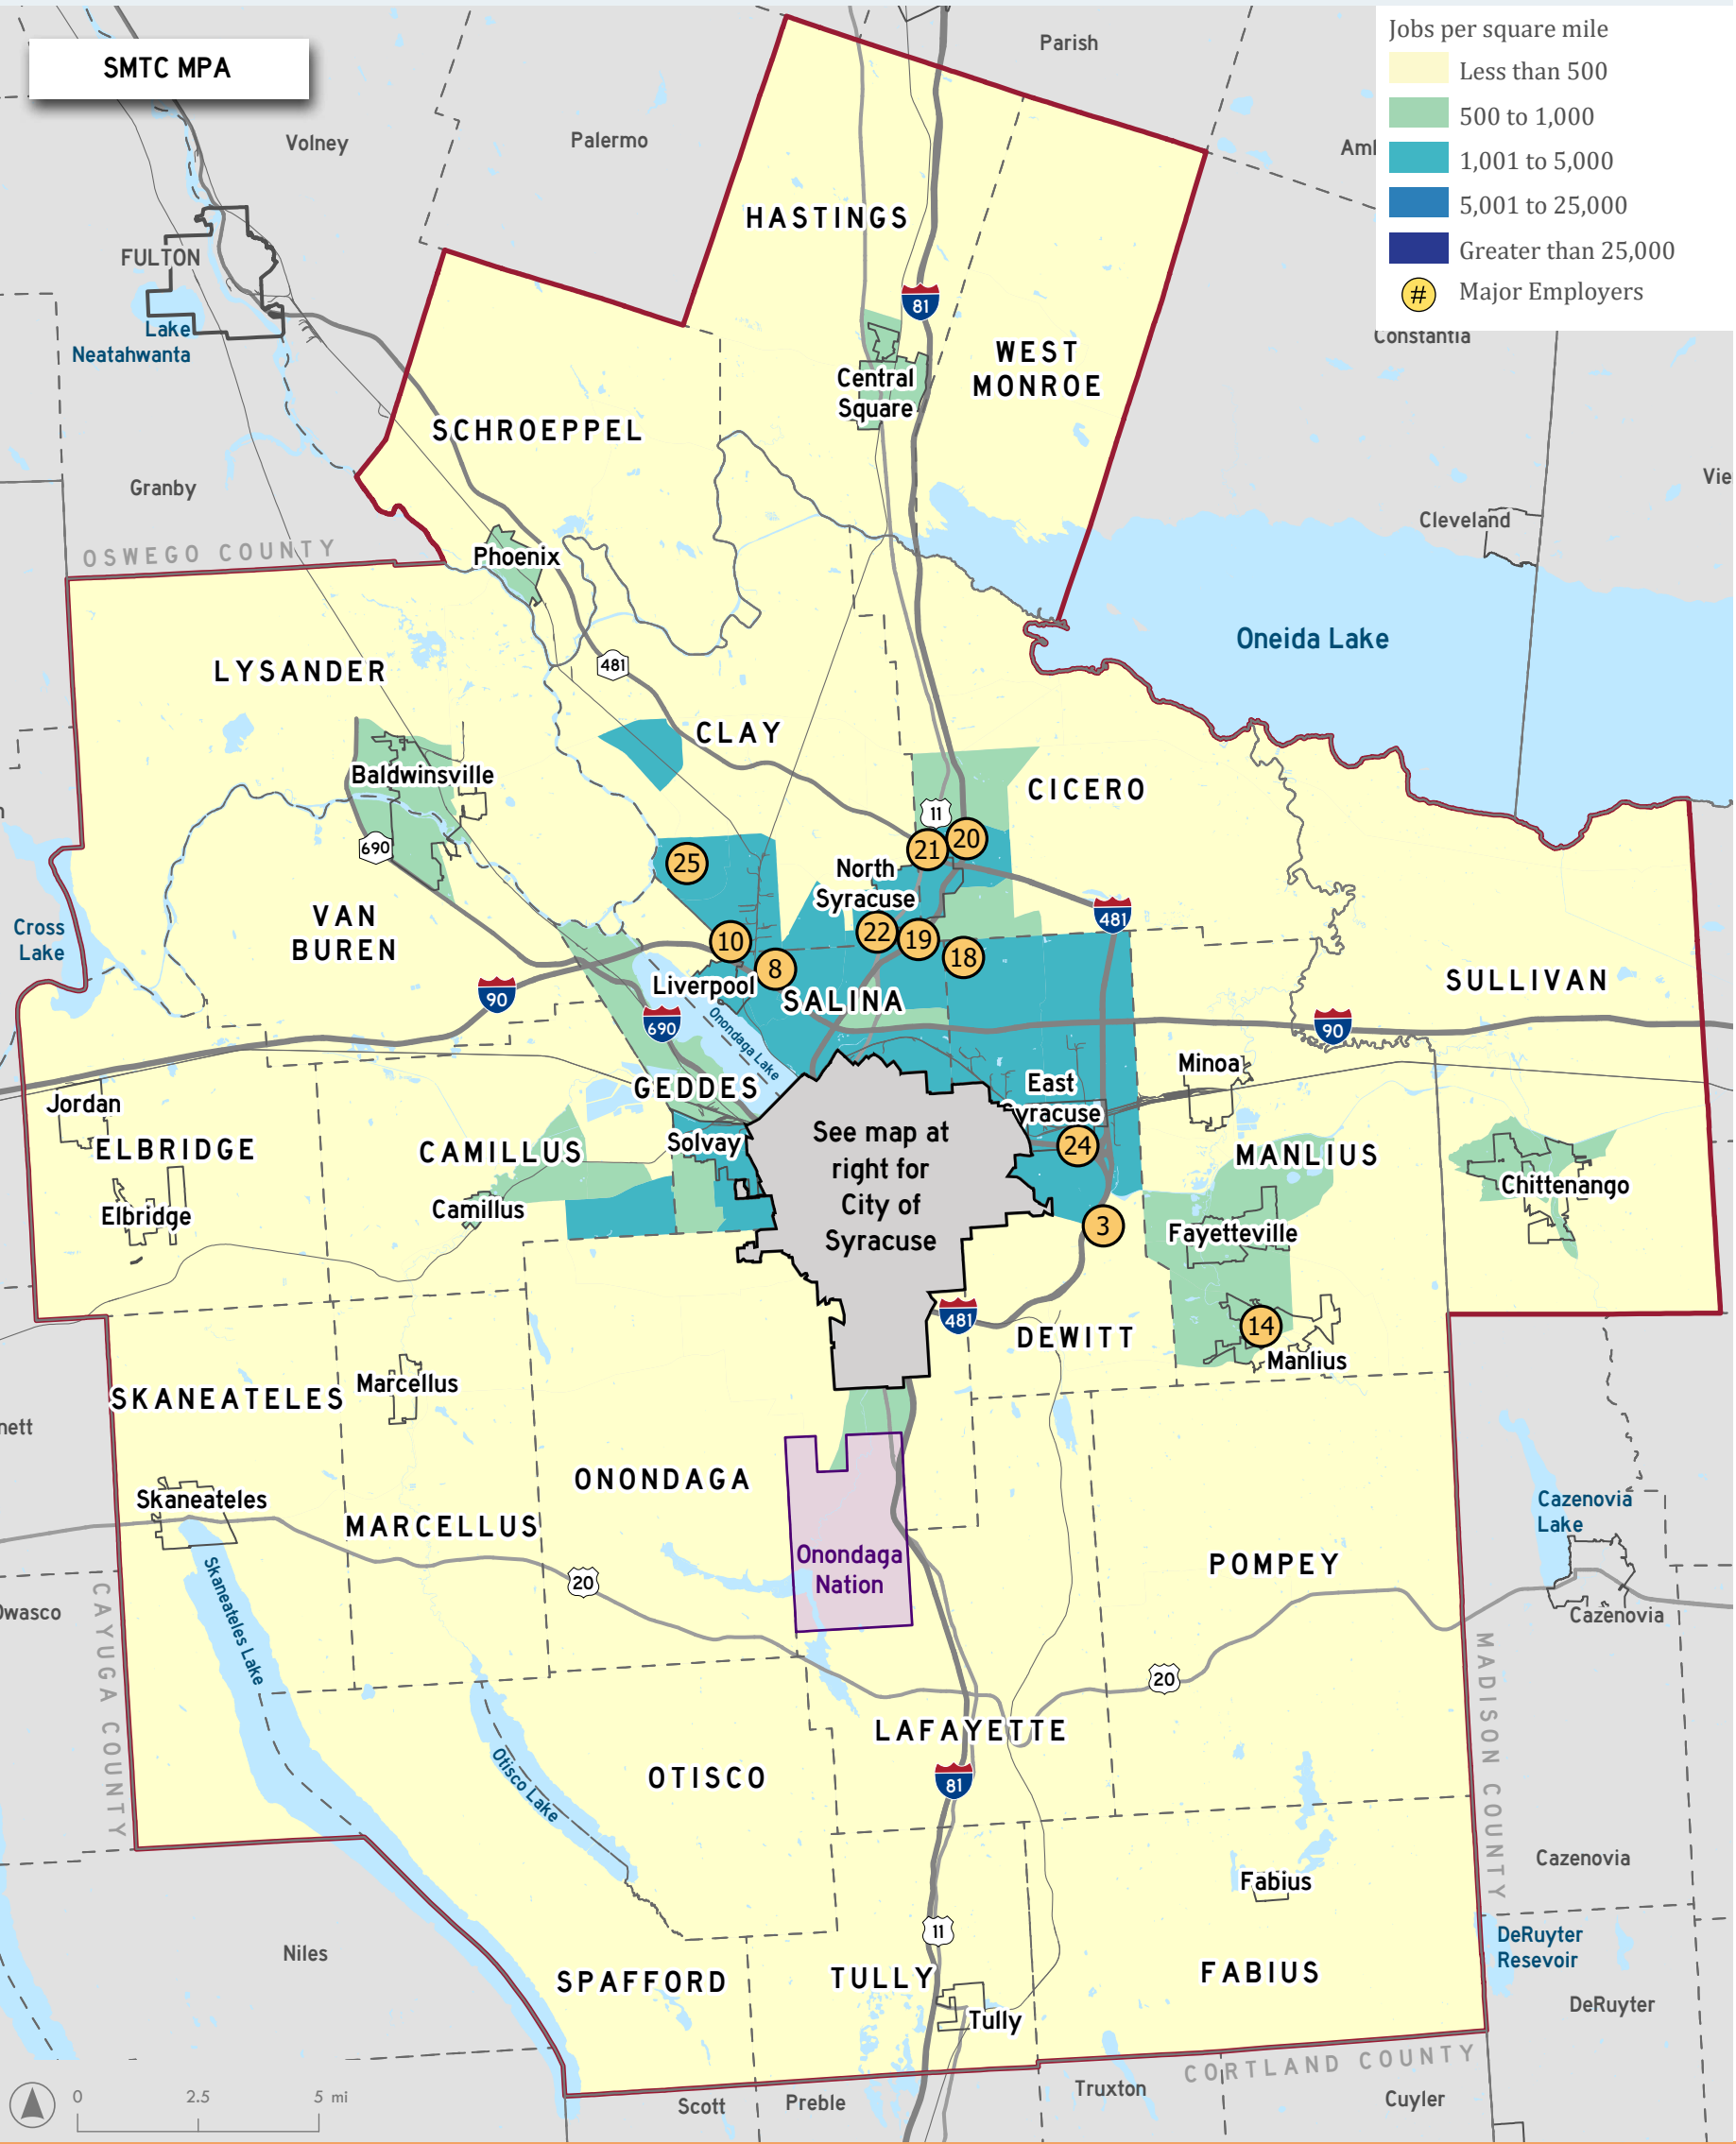 SMTC MPA
Jobs per square mile
Less than 500
500 to 1,000
1,001 to 5,000
5,001 to 25,000
Greater than 25,000
# Major Employers
Parish
Volney
Palermo
HASTINGS
FULTON
Lake
Neatahwanta
81
Constantia
WEST
MONROE
Central
Square
SCHROEPPEL
Granby
Cleveland
OSWEGO COUNTY
Phoenix
Oneida Lake
481
LYSANDER
CLAY
Baldwinsville
CICERO
11
690
21
20
25
North
Syracuse
481
VAN
BUREN
Cross
Lake
10
22
19
18
8
Liverpool
SALINA
SULLIVAN
90
690
Onondaga Lake
90
Minoa
GEDDES
East
Syracuse
Jordan
ELBRIDGE
CAMILLUS
Solvay
See map at
right for
City of
Syracuse
24
MANLIUS
Chittenango
Elbridge
Camillus
3
Fayetteville
481
DEWITT
14
Manlius
SKANEATELES
Marcellus
ONONDAGA
Skaneateles
MARCELLUS
Cazenovia
Lake
Onondaga
Nation
POMPEY
20
Cazenovia
CAYUGA COUNTY
Skaneateles Lake
MADISON COUNTY
20
LAFAYETTE
OTISCO
Otisco Lake
81
Cazenovia
Fabius
11
DeRuyter
Resevoir
Niles
SPAFFORD
TULLY
FABIUS
DeRuyter
Tully
CORTLAND COUNTY
0 2.5 5 mi
Scott
Preble
Truxton
Cuyler